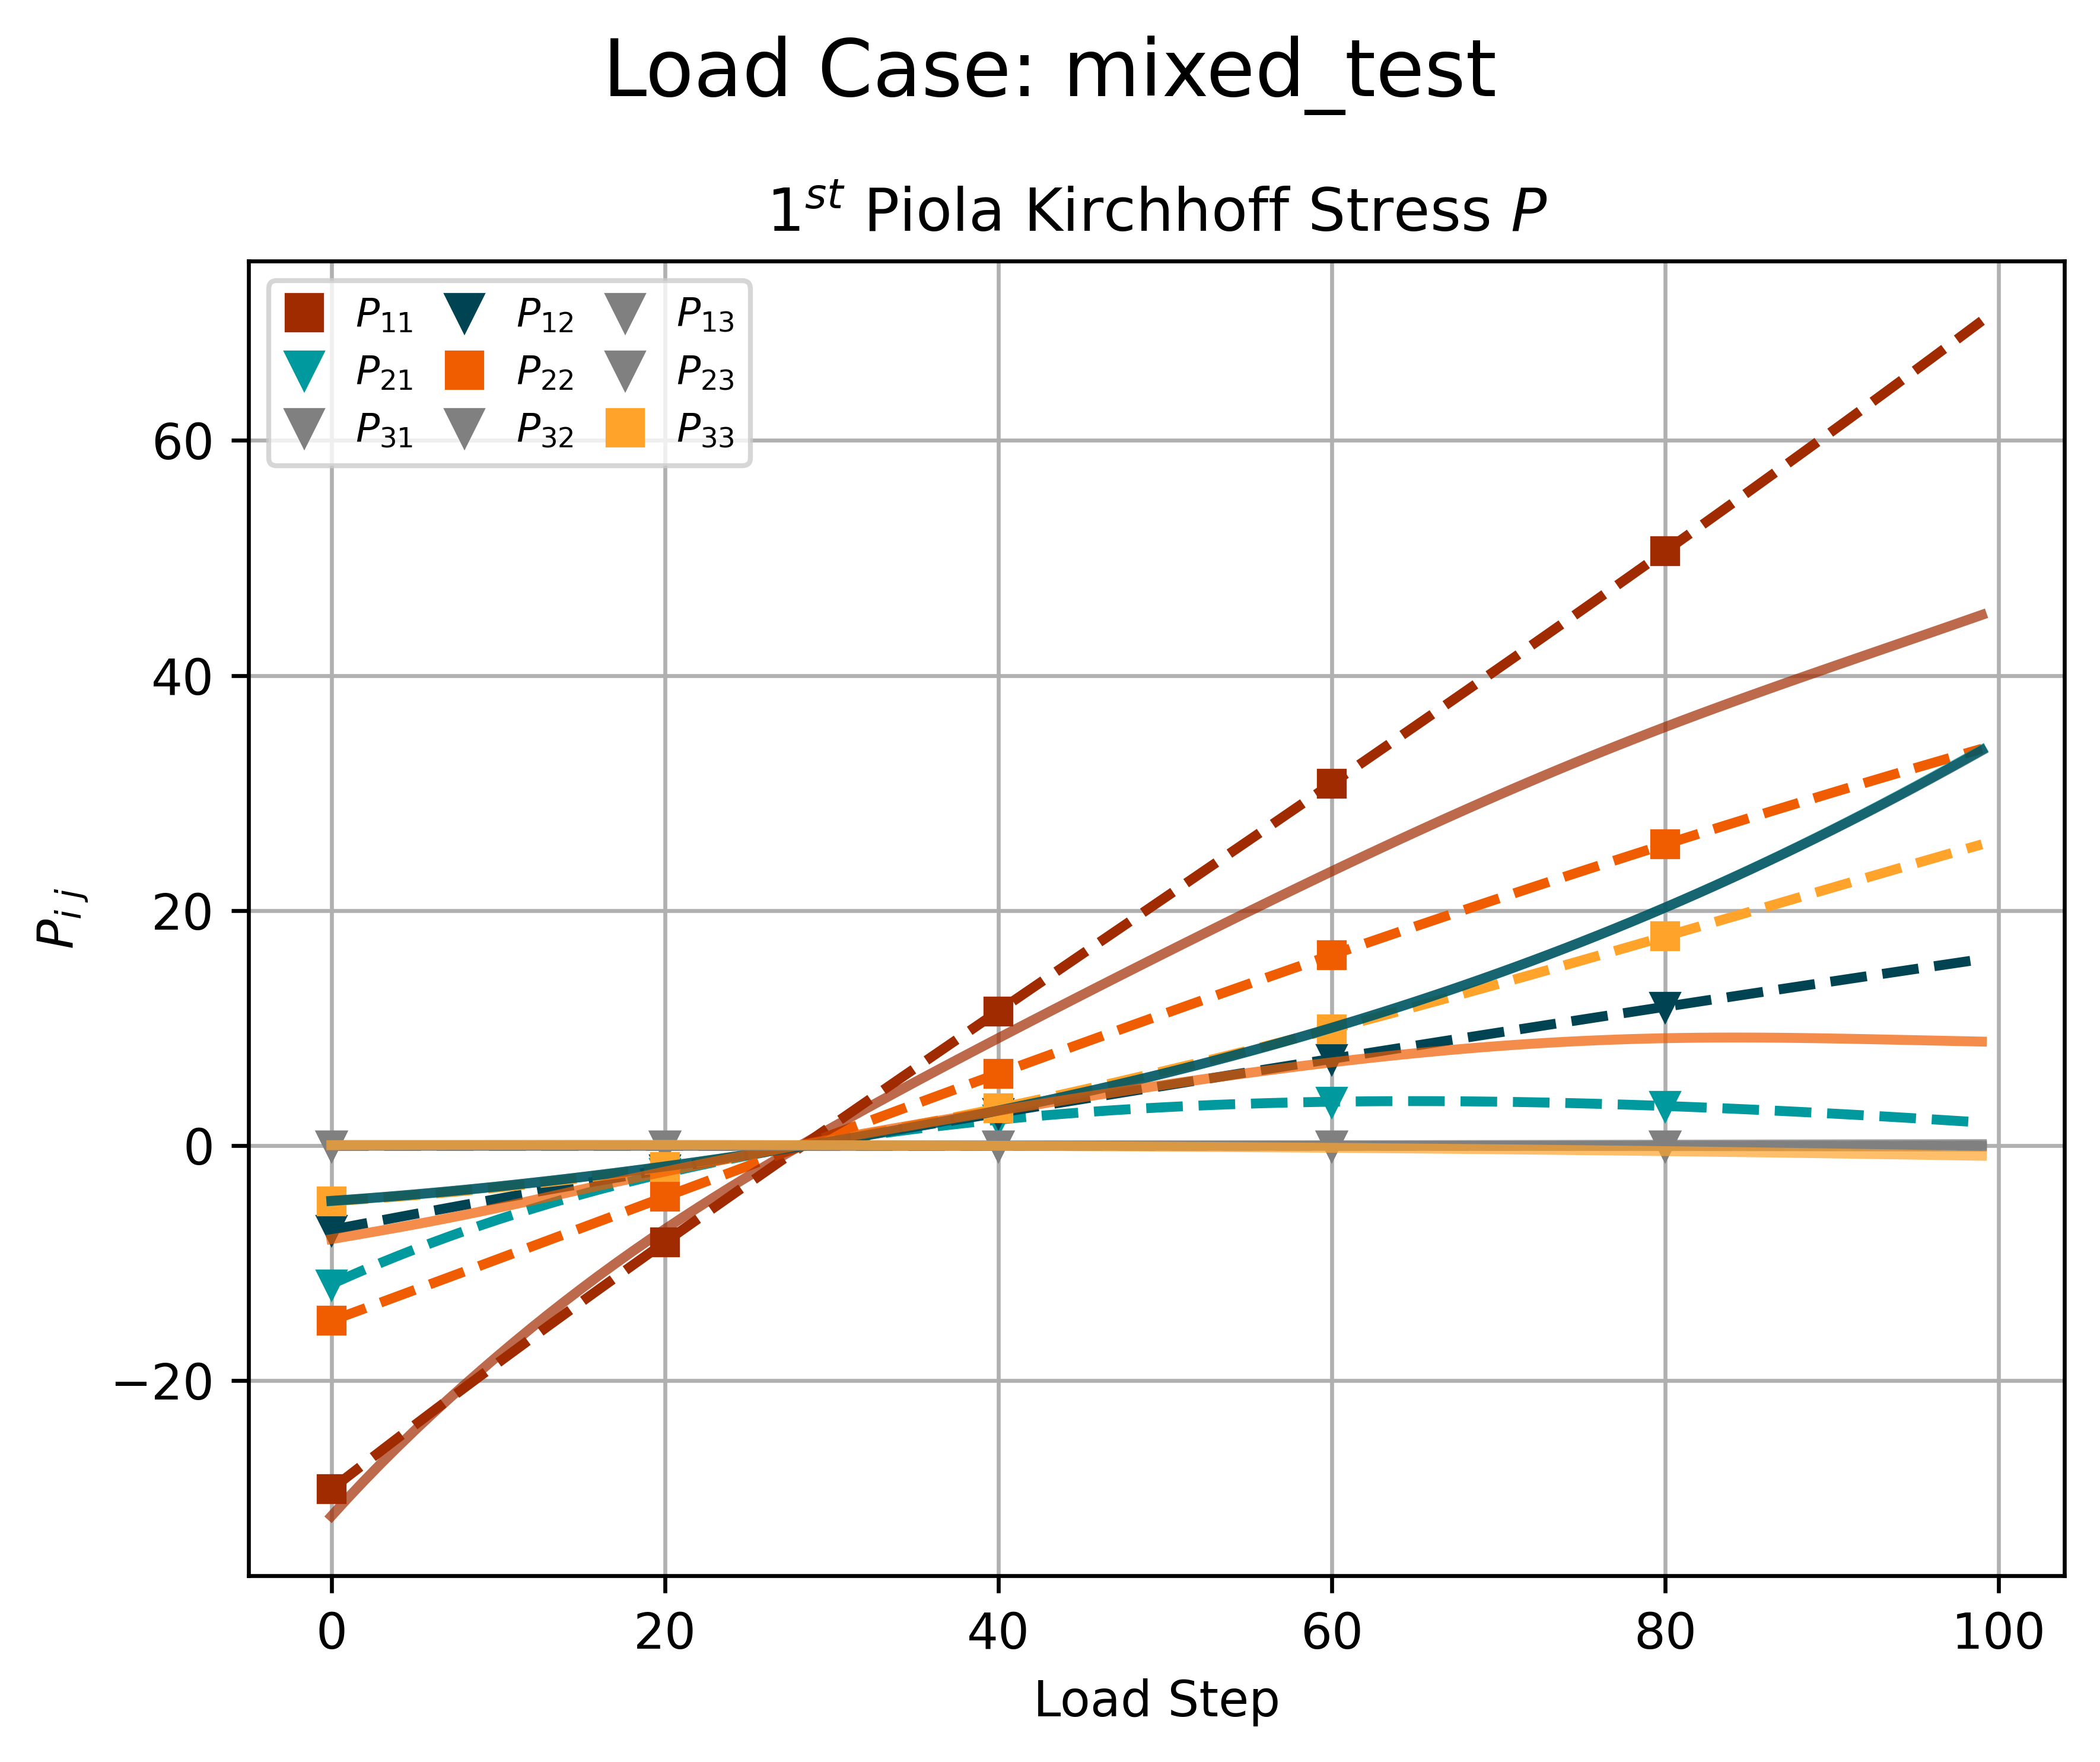 Load Case: mixed_test
1st Piola Kirchhoff Stress P
P11 P12 P13
P21 P22 P23
P31 P32 P33
60
40
20
0
−20
Pij
0 20 40 60 80 100
Load Step